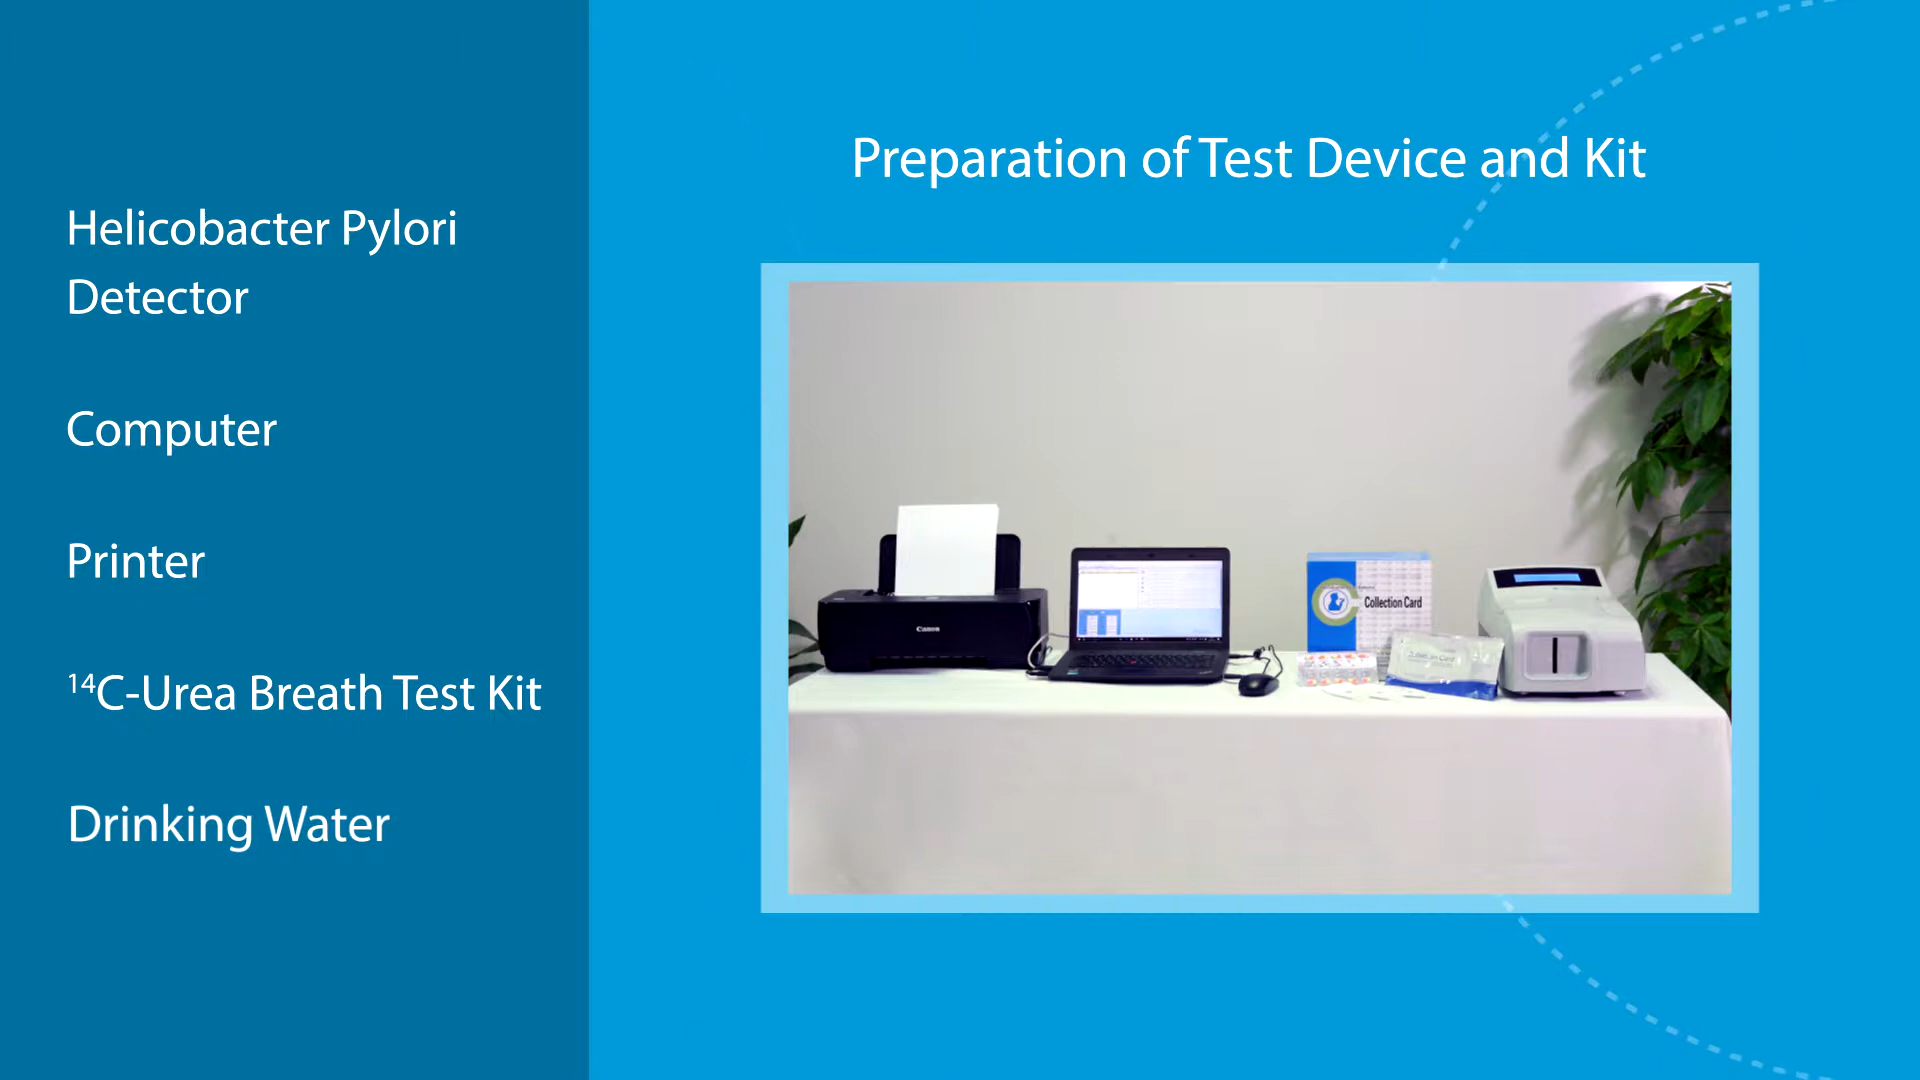 Preparation of Test Device and Kit
Helicobacter Pylori
Detector
Computer
Printer
¹⁴C-Urea Breath Test Kit
Drinking Water
Canon
Collection Card